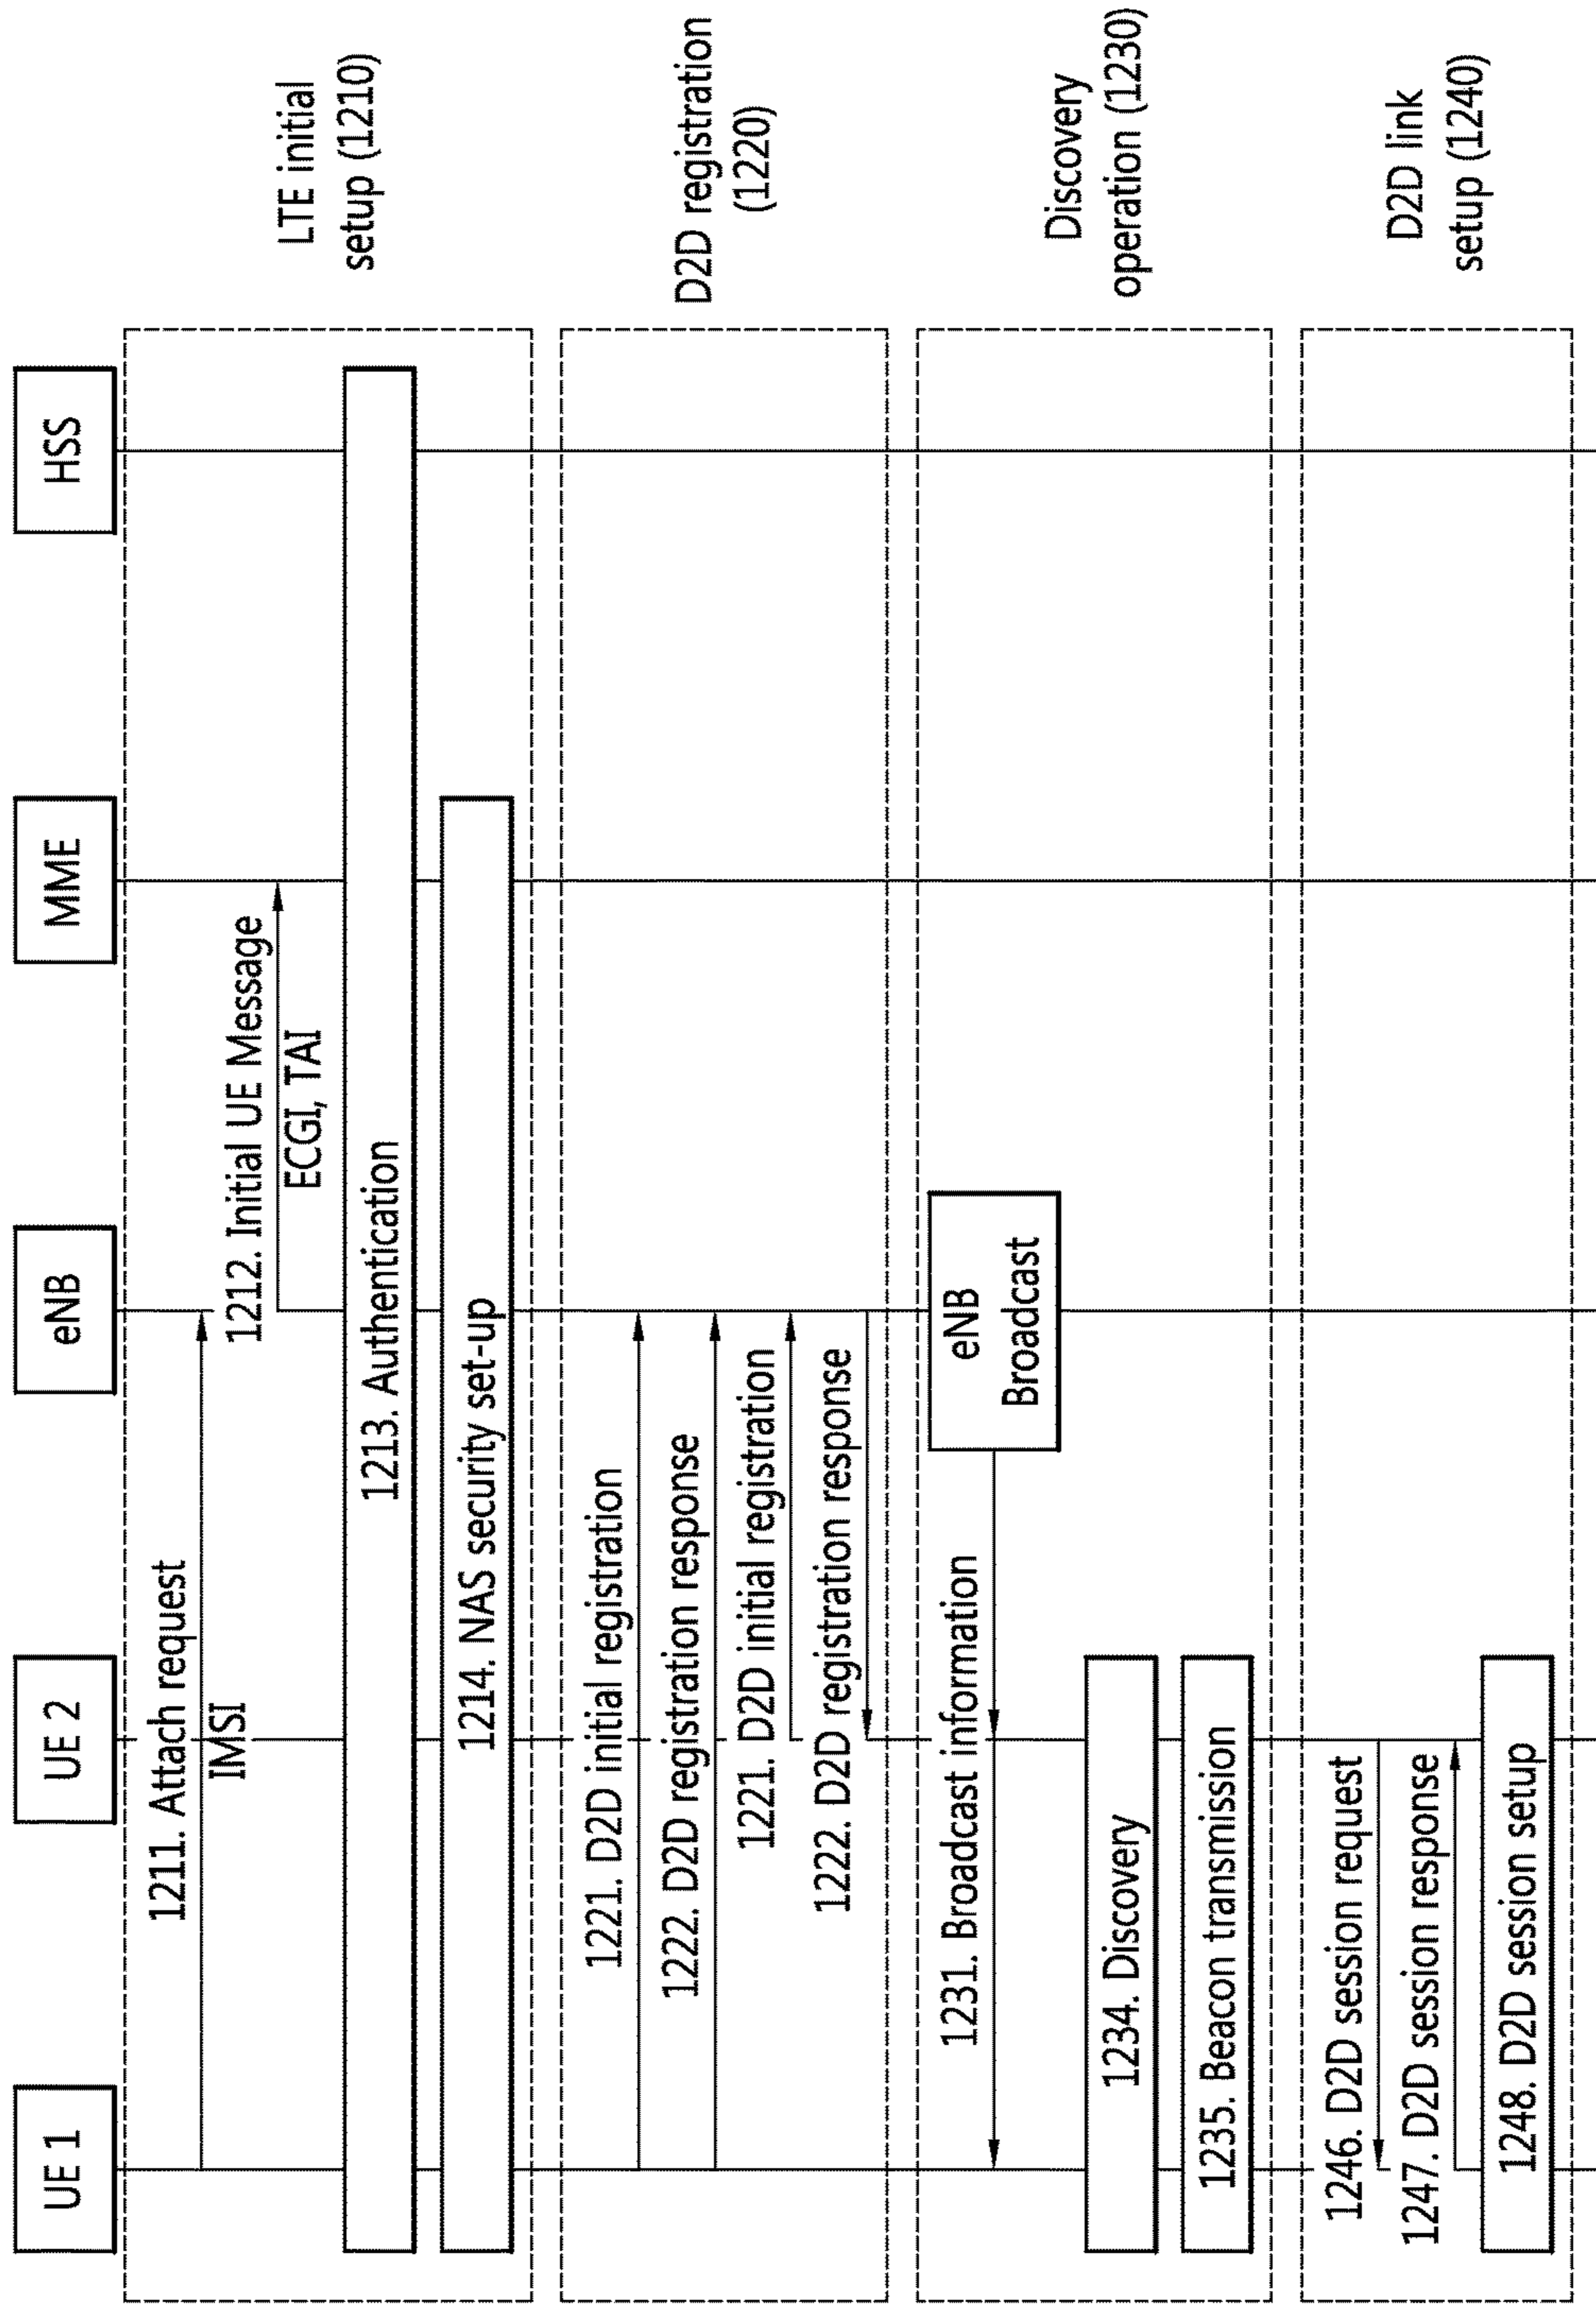 UE 1
UE 2
eNB
MME
HSS
1211. Attach request
IMSI
1212. Initial UE Message
ECGI, TAI
1213. Authentication
1214. NAS security set-up
LTE initial
setup (1210)
1221. D2D initial registration
1222. D2D registration response
1221. D2D initial registration
1222. D2D registration response
D2D registration
(1220)
eNB
Broadcast
1231. Broadcast information
1234. Discovery
1235. Beacon transmission
Discovery
operation (1230)
1246. D2D session request
1247. D2D session response
1248. D2D session setup
D2D link
setup (1240)